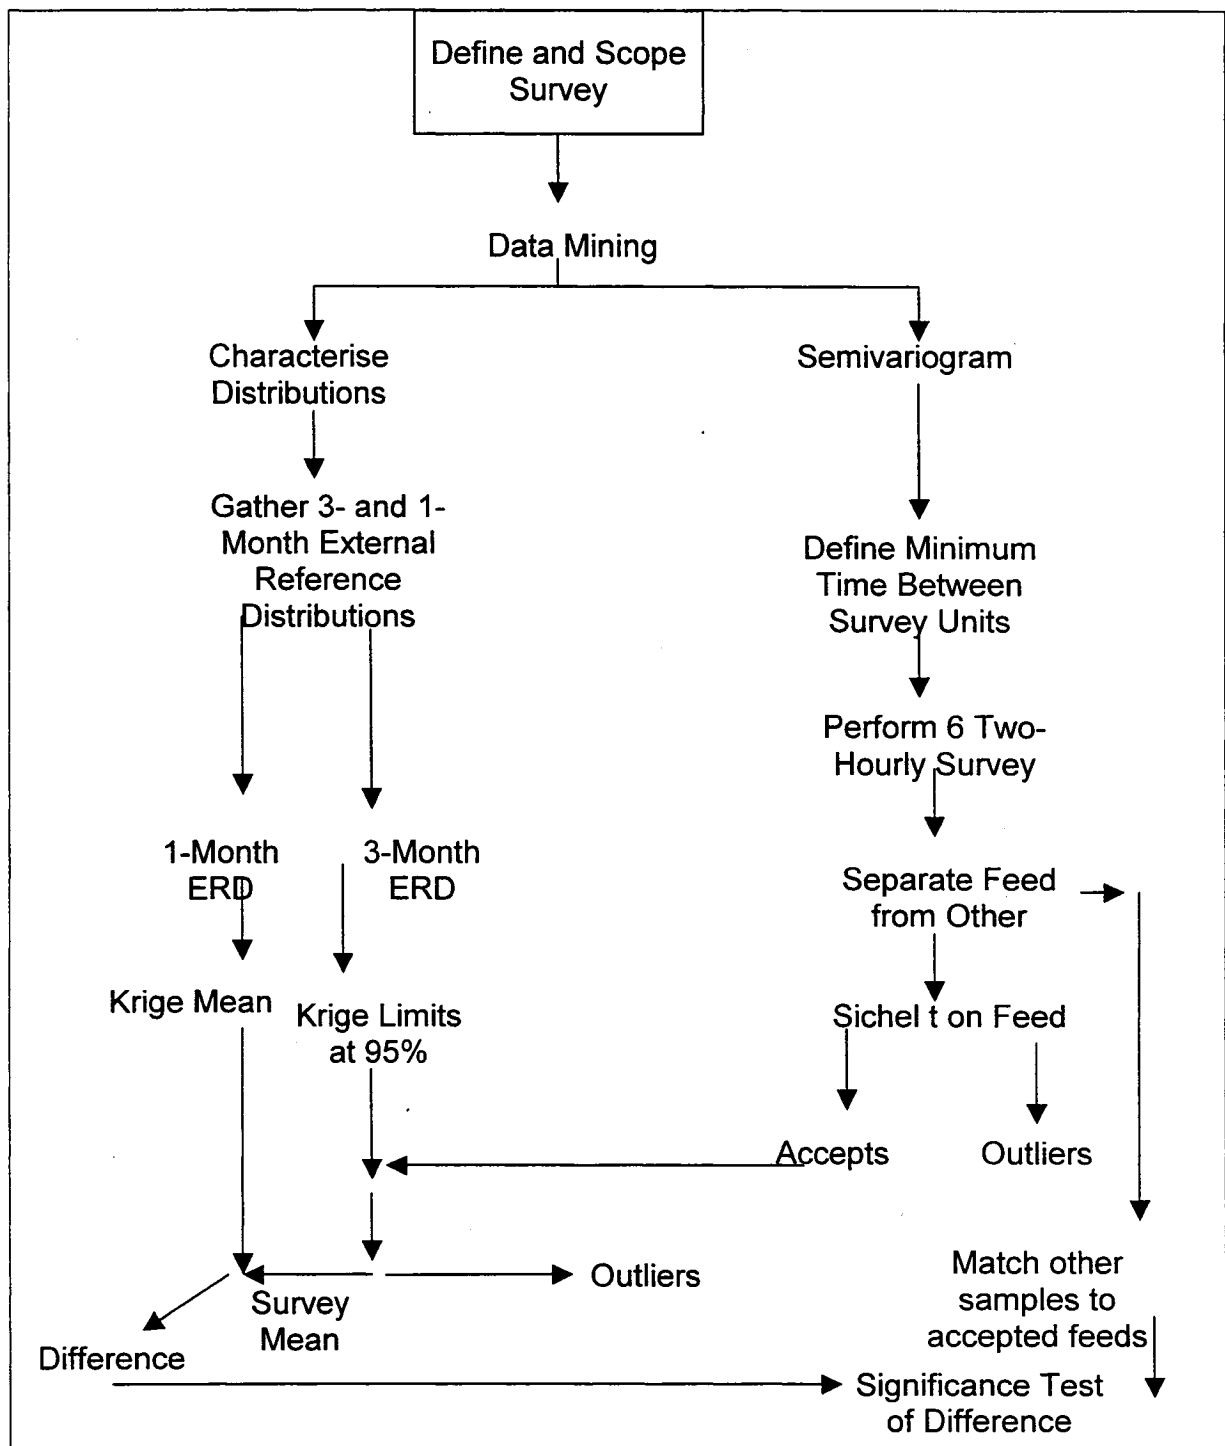 Define and Scope
Survey
Data Mining
Characterise
Distributions
Semivariogram
Gather 3- and 1-
Month External
Reference
Distributions
Define Minimum
Time Between
Survey Units
Perform 6 Two-
Hourly Survey
1-Month
ERD
3-Month
ERD
Separate Feed
from Other
Krige Mean
Krige Limits
at 95%
Sichel t on Feed
Accepts
Outliers
Outliers
Survey
Mean
Match other
samples to
accepted feeds
Difference
Significance Test
of Difference